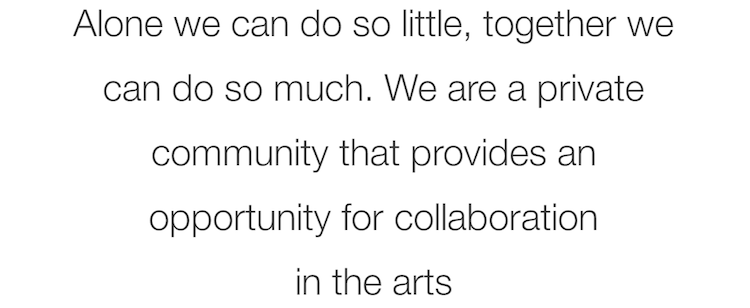 Alone we can do so little, together we
can do so much. We are a private
community that provides an
opportunity for collaboration
in the arts